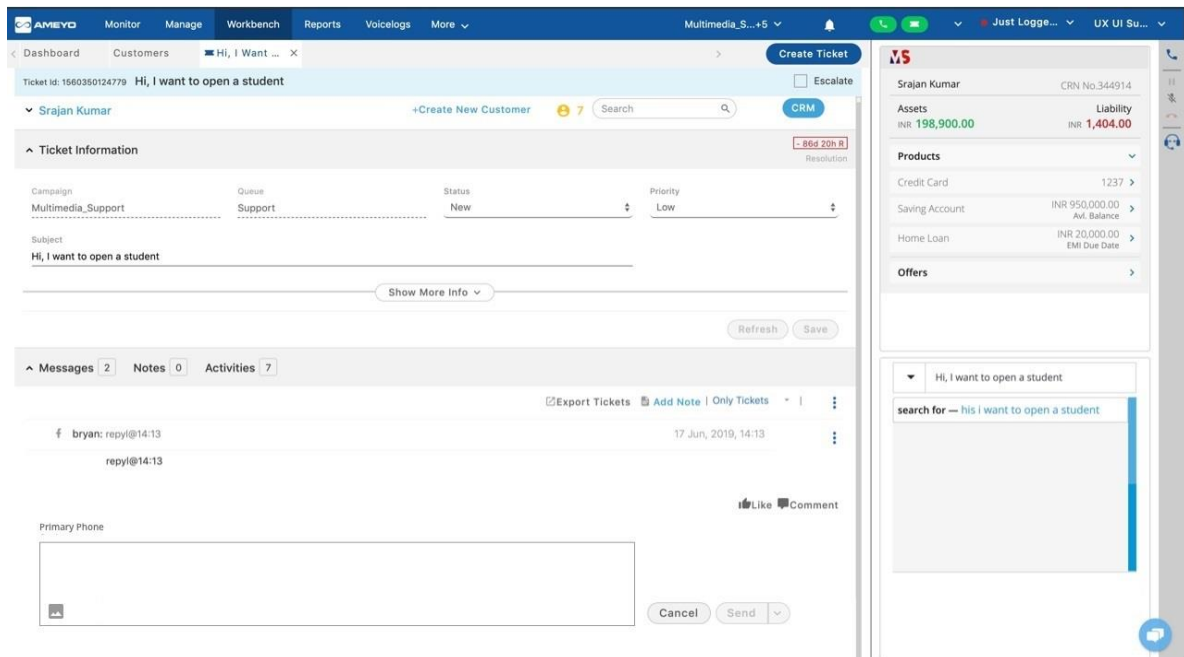 AMEYO Monitor Manage Workbench Reports Voicelogs More Multimedia_S...+5 Just Logge... UX UI Su...
Dashboard Customers Hi, I Want ... X Create Ticket
Ticket Id: 1560350124779 Hi, I want to open a student Escalate
Srajan Kumar +Create New Customer 7 Search CRM
Ticket Information - 86d 20h R
Resolution
Campaign Queue Status Priority
Multimedia_Support Support New Low
Subject
Hi, I want to open a student
Show More Info
Refresh Save
Messages 2 Notes 0 Activities 7
Export Tickets Add Note | Only Tickets |
f bryan: repyl@14:13 17 Jun, 2019, 14:13
repyl@14:13
Like Comment
Primary Phone
Cancel Send
MS
Srajan Kumar CRN No.344914
Assets Liability
INR 198,900.00 INR 1,404.00
Products
Credit Card 1237
Saving Account INR 950,000.00
Avl. Balance
Home Loan INR 20,000.00
EMI Due Date
Offers
Hi, I want to open a student
search for — his i want to open a student